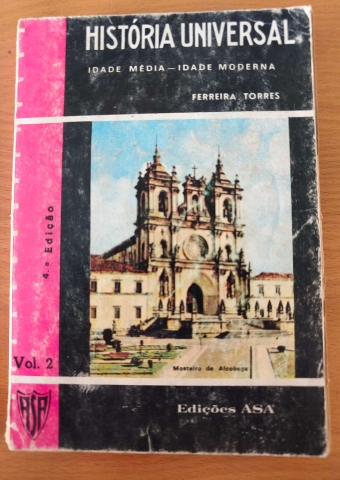 HISTÓRIA UNIVERSAL
IDADE MÉDIA — IDADE MODERNA
FERREIRA TORRES
4.ª Edição
Mosteiro de Alcobaça
Vol. 2
ASA
Edições ASA